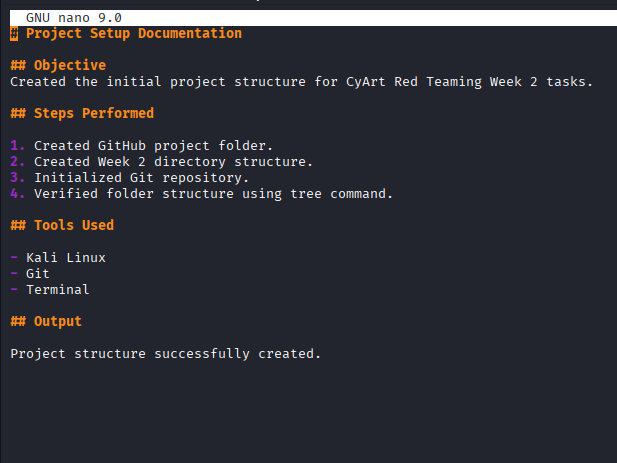 GNU nano 9.0
# Project Setup Documentation
## Objective
Created the initial project structure for CyArt Red Teaming Week 2 tasks.
## Steps Performed
1. Created GitHub project folder.
2. Created Week 2 directory structure.
3. Initialized Git repository.
4. Verified folder structure using tree command.
## Tools Used
- Kali Linux
- Git
- Terminal
## Output
Project structure successfully created.